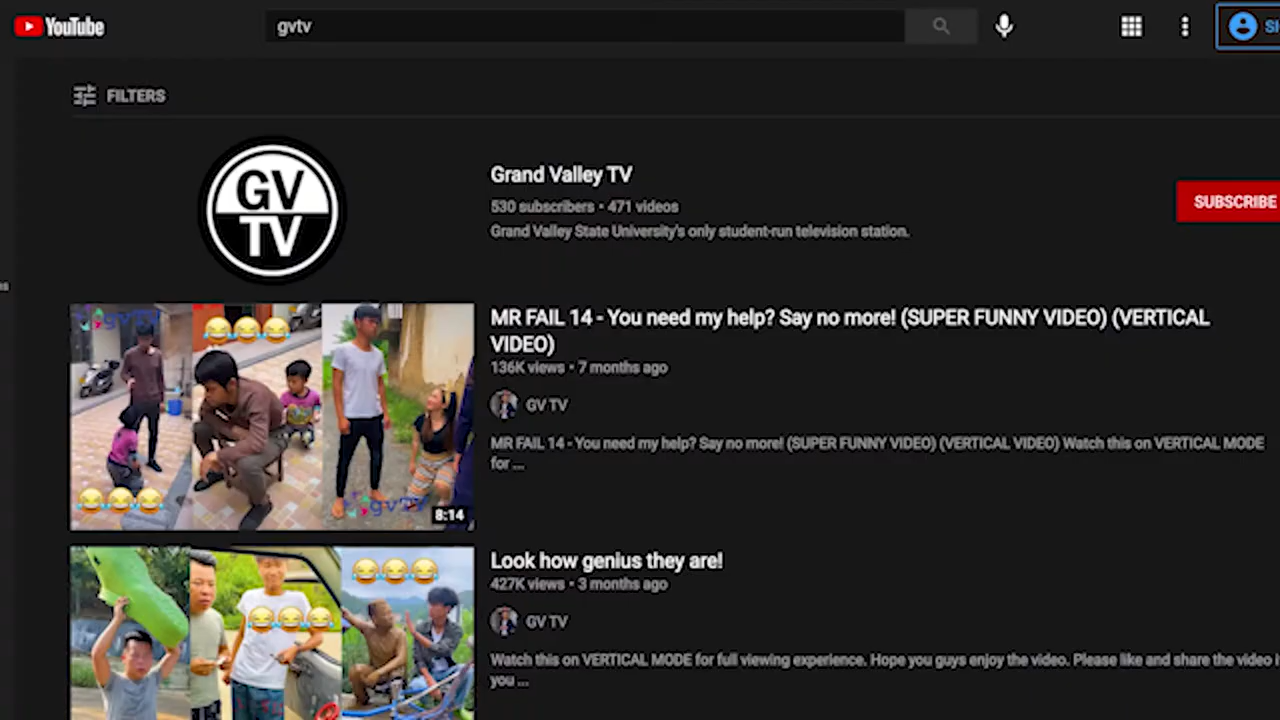 YouTube
gvtv
FILTERS
GV
TV
Grand Valley TV
530 subscribers • 471 videos
Grand Valley State University's only student-run television station.
SUBSCRIBE
MR FAIL 14 - You need my help? Say no more! (SUPER FUNNY VIDEO) (VERTICAL
VIDEO)
136K views • 7 months ago
GV TV
MR FAIL 14 - You need my help? Say no more! (SUPER FUNNY VIDEO) (VERTICAL VIDEO) Watch this on VERTICAL MODE
for ...
gvTV
8:14
Look how genius they are!
427K views • 3 months ago
GV TV
Watch this on VERTICAL MODE for full viewing experience. Hope you guys enjoy the video. Please like and share the video
you ...